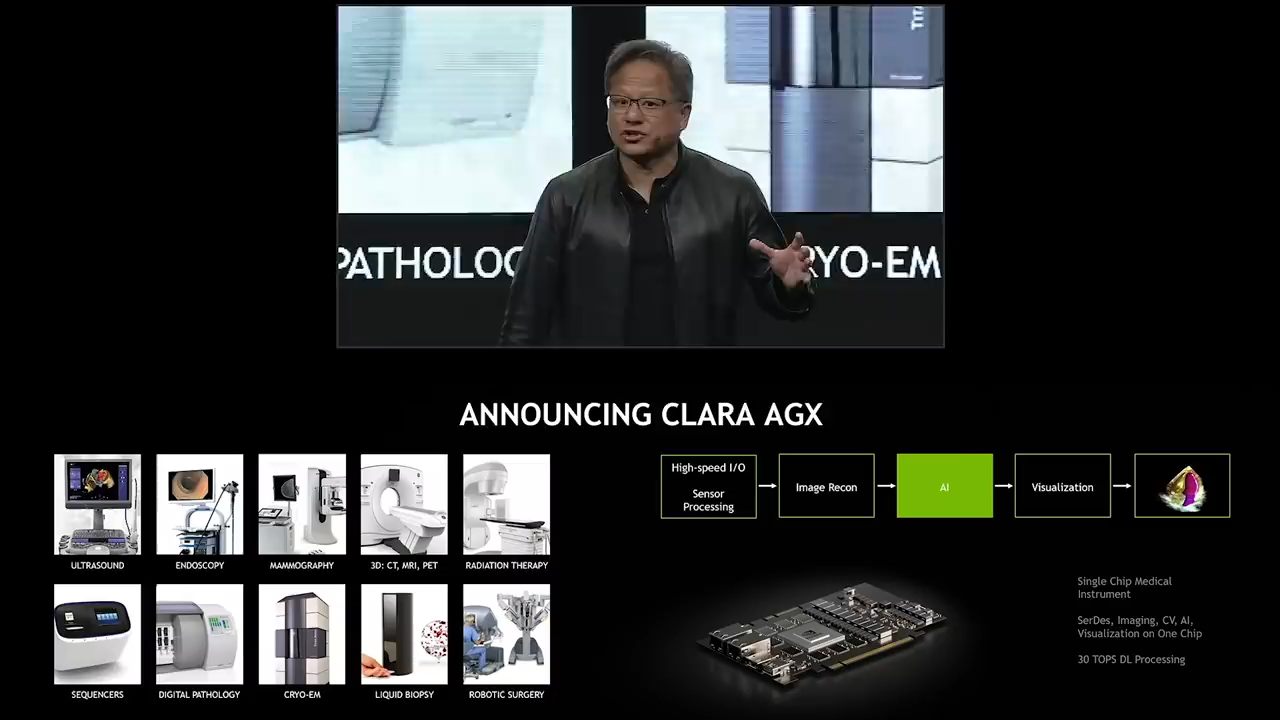 TITA
PATHOLOG
RYO-EM
ANNOUNCING CLARA AGX
ULTRASOUND
ENDOSCOPY
MAMMOGRAPHY
3D: CT, MRI, PET
RADIATION THERAPY
SEQUENCERS
DIGITAL PATHOLOGY
CRYO-EM
LIQUID BIOPSY
ROBOTIC SURGERY
High-speed I/O
Sensor
Processing
Image Recon
AI
Visualization
Single Chip Medical
Instrument
SerDes, Imaging, CV, AI,
Visualization on One Chip
30 TOPS DL Processing